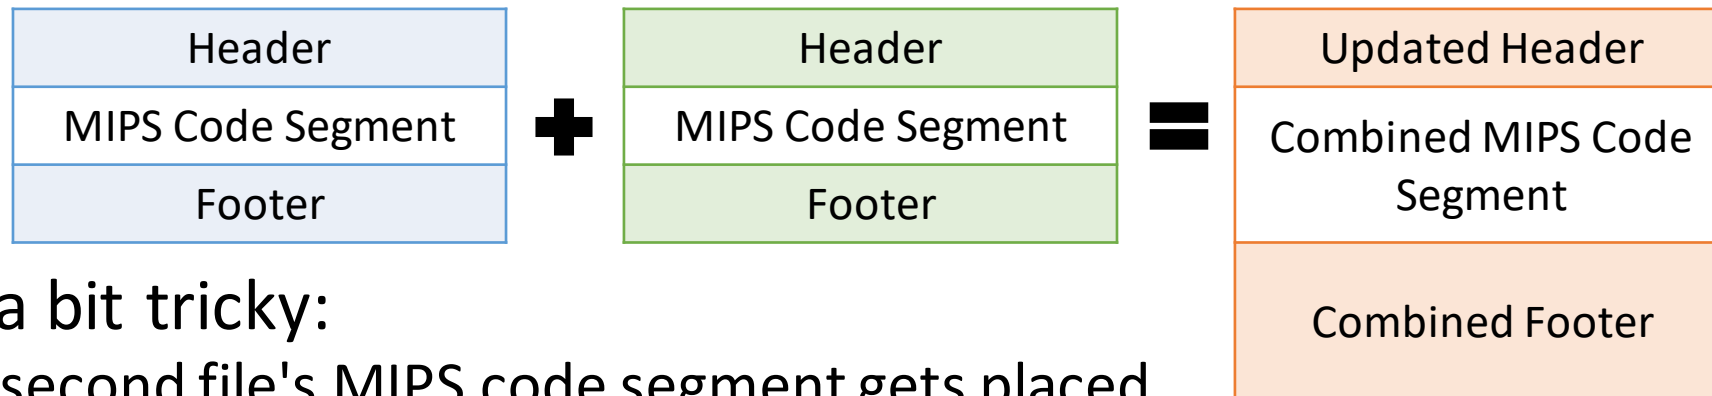 Header
MIPS Code Segment
Footer
Header
MIPS Code Segment
Footer
Updated Header
Combined MIPS Code
Segment
Combined Footer
a bit tricky:
second file's MIPS code segment gets placed